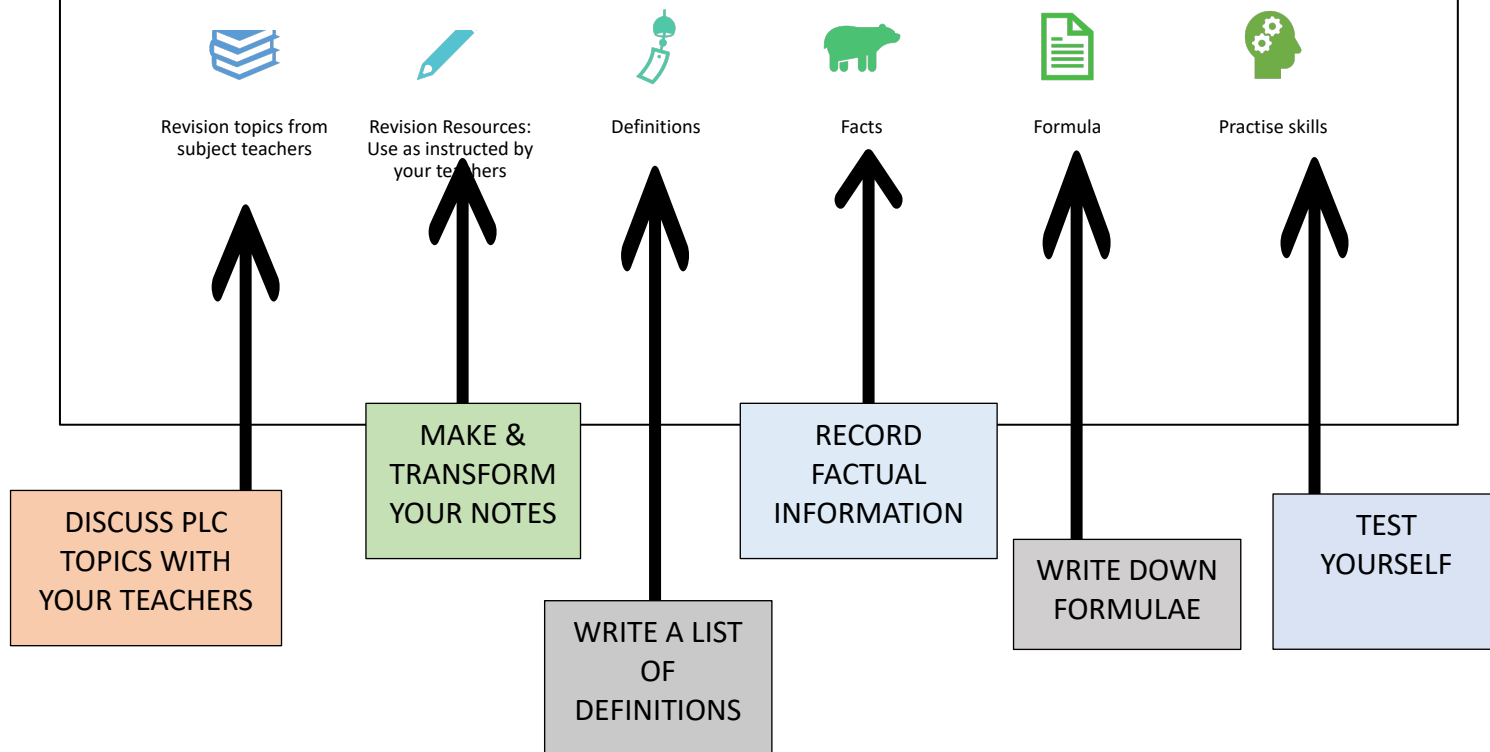 Revision topics from
subject teachers
Revision Resources:
Use as instructed by
your teachers
Definitions
Facts
Formula
Practise skills
MAKE &
TRANSFORM
YOUR NOTES
RECORD
FACTUAL
INFORMATION
DISCUSS PLC
TOPICS WITH
YOUR TEACHERS
TEST
YOURSELF
WRITE DOWN
FORMULAE
WRITE A LIST
OF
DEFINITIONS